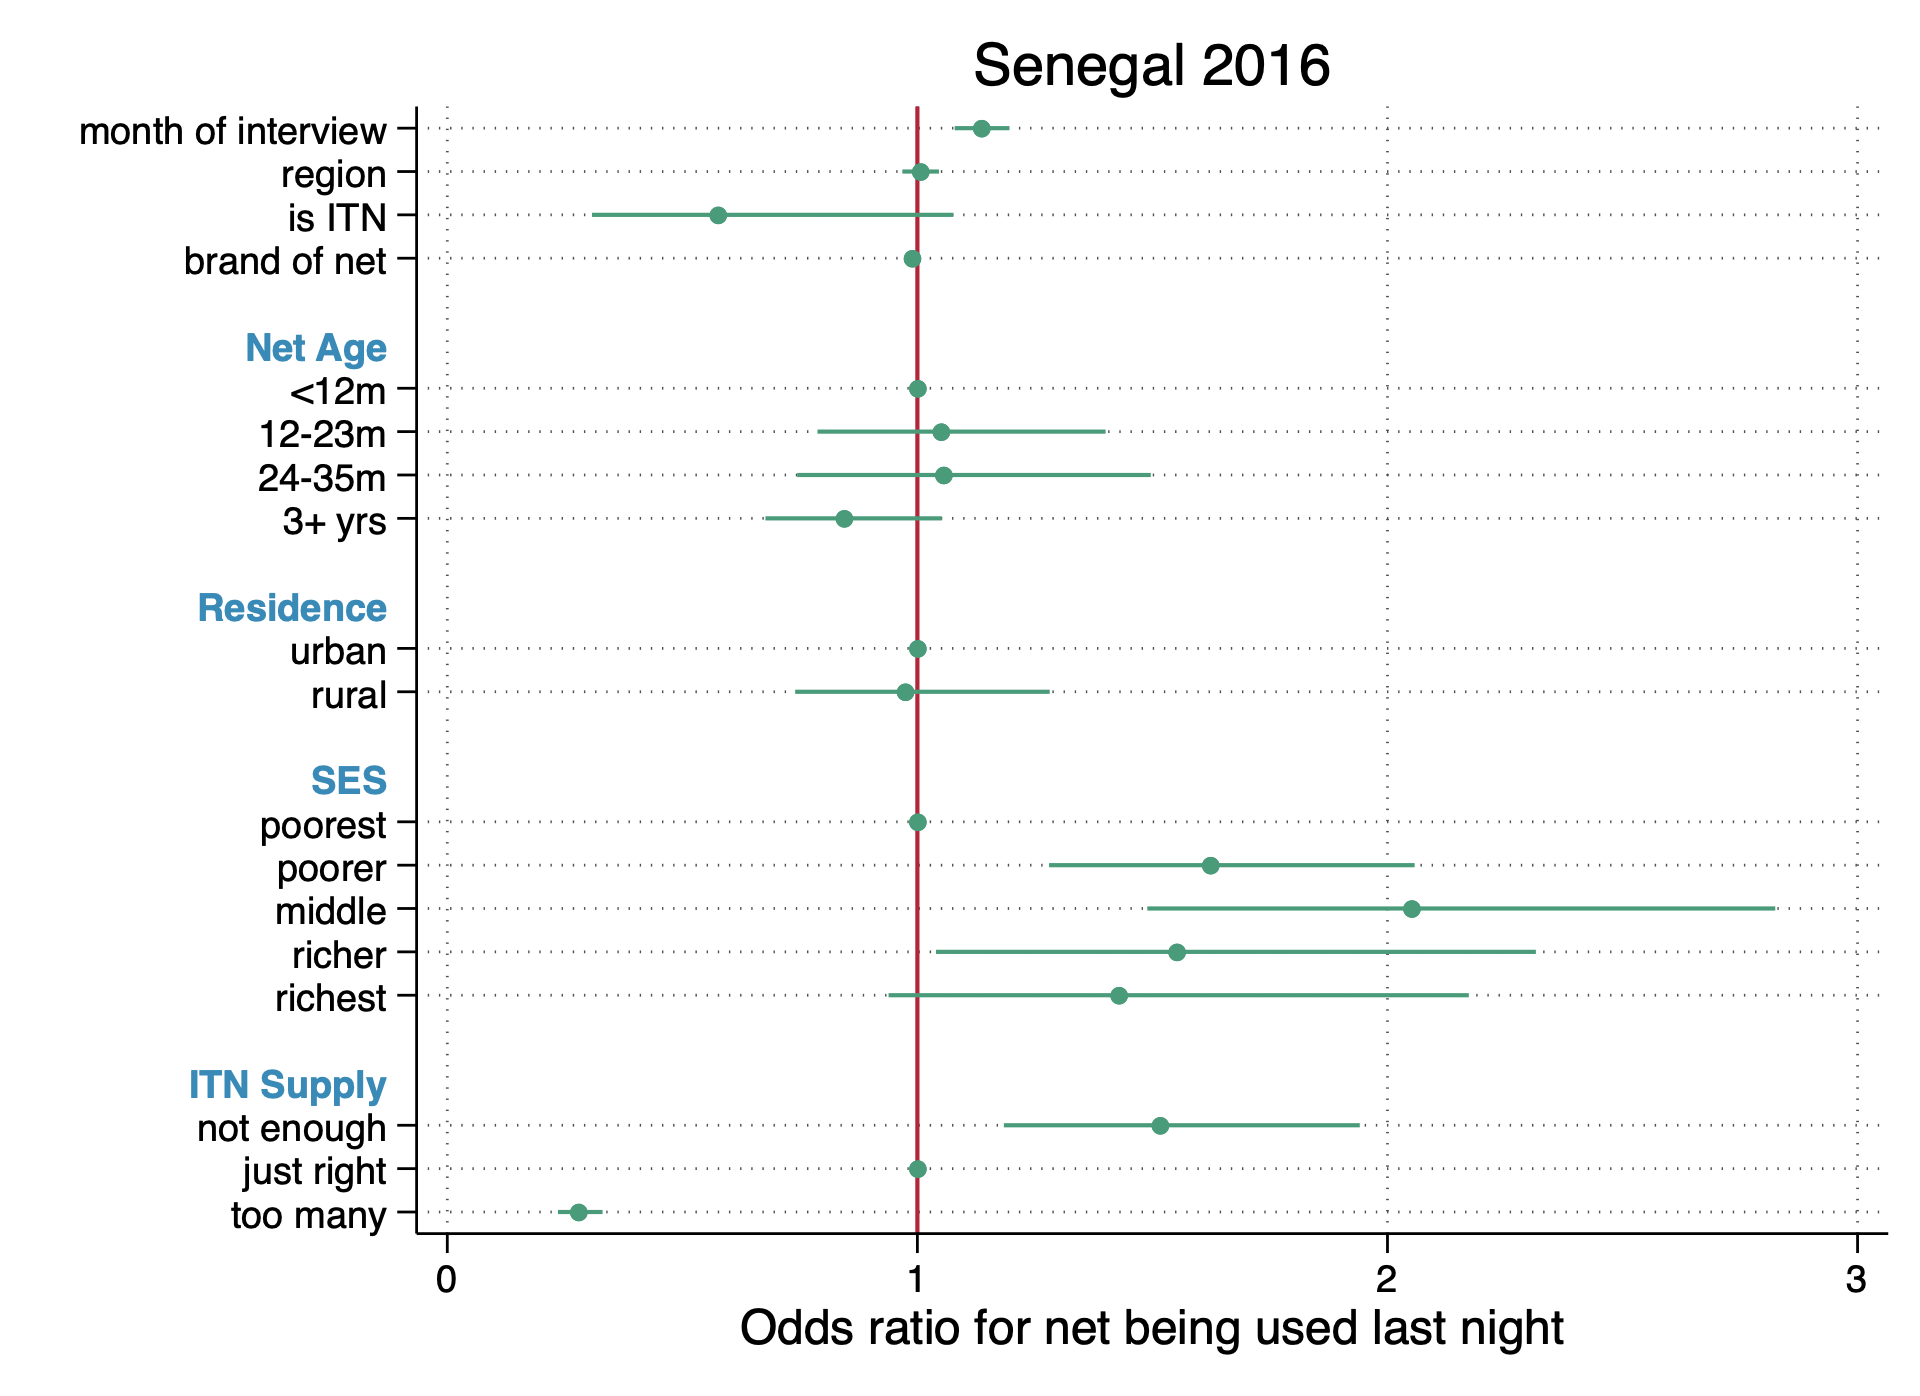 Senegal 2016
month of interview
region
is ITN
brand of net
Net Age
<12m
12-23m
24-35m
3+ yrs
Residence
urban
rural
SES
poorest
poorer
middle
richer
richest
ITN Supply
not enough
just right
too many
0 1 2 3
Odds ratio for net being used last night